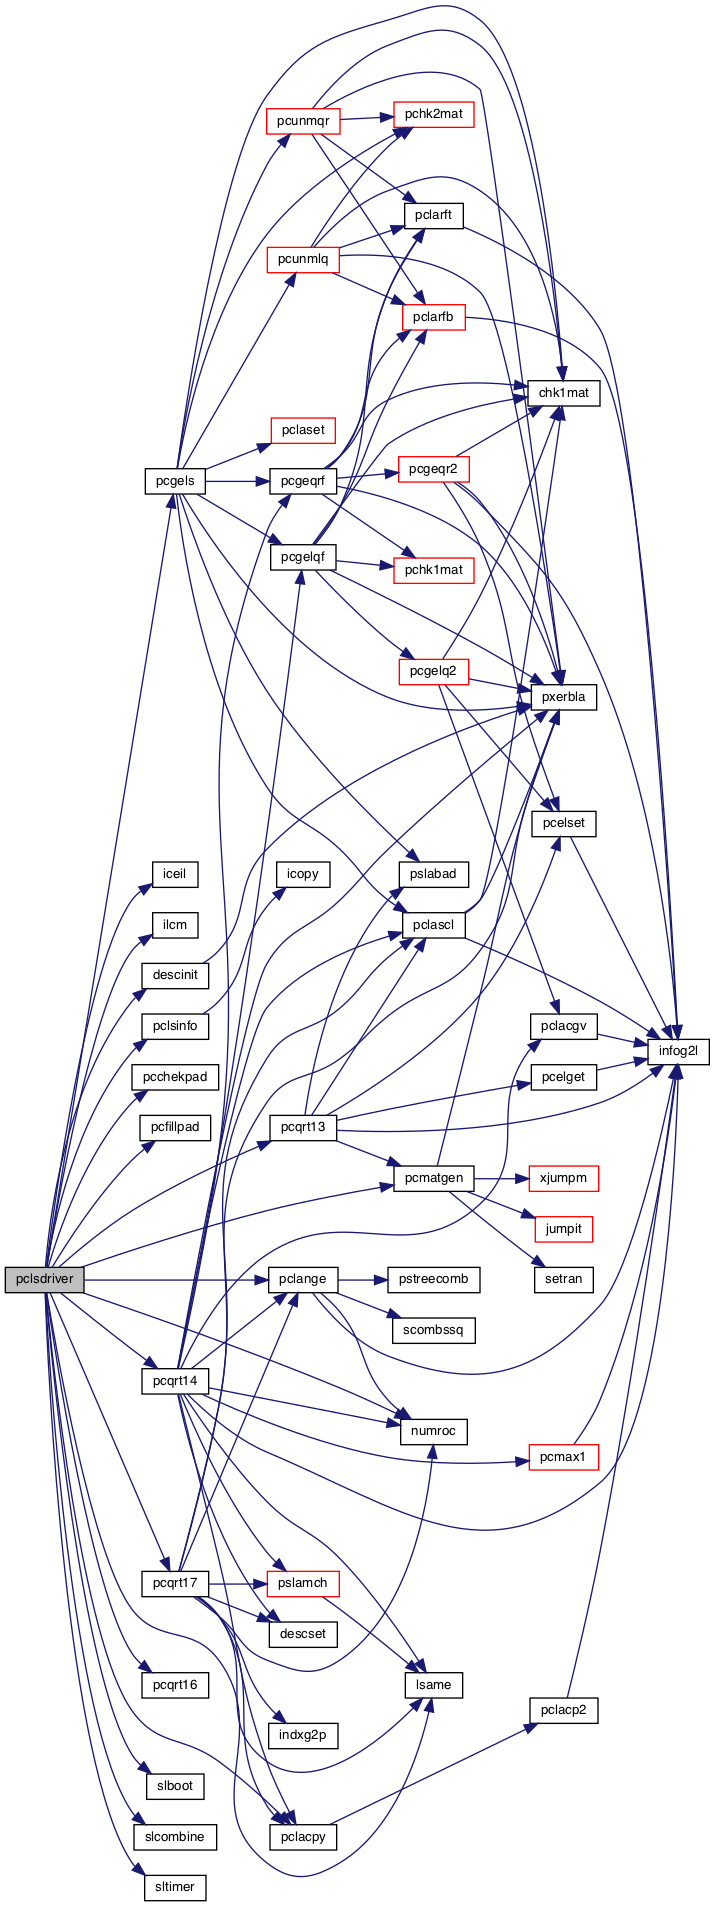 pcunmqr
pchk2mat
pclarft
pcunmlq
pclarfb
chk1mat
pclaset
pcgeqr2
pcgels
pcgeqrf
pcgelqf
pchk1mat
pcgelq2
pxerbla
pcelset
iceil
icopy
pslabad
ilcm
pclascl
descinit
pclsinfo
pclacgv
infog2l
pcchekpad
pcelget
pcfillpad
pcqrt13
pcmatgen
xjumpm
jumpit
pclsdriver
pclange
pstreecomb
setran
scombssq
pcqrt14
numroc
pcmax1
pcqrt17
pslamch
descset
pcqrt16
lsame
pclacp2
indxg2p
slboot
slcombine
pclacpy
sltimer